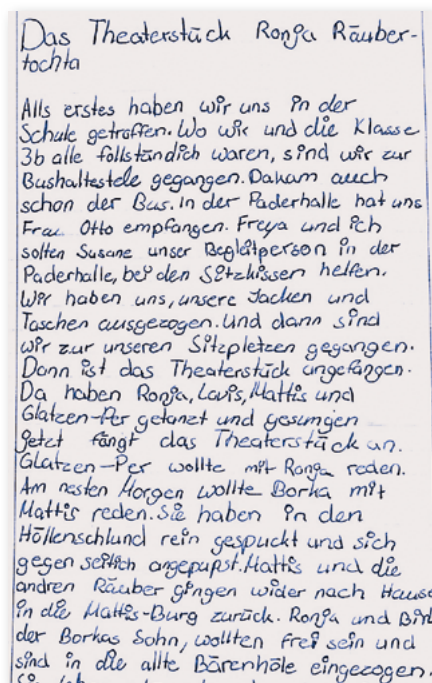 Das Theaterstück Ronja Räuber-
tochta
Alls erstes haben wir uns in der
Schule getroffen. Wo wir und die Klasse
3b alle follständich waren, sind wir zur
Bushaltestele gegangen. Da kam auch
schon der Bus. In der Paderhalle hat uns
Frau Otto empfangen. Freya und ich
solten Susane unser Begleitperson in der
Paderhalle, bei den Sitzkissen helfen.
Wir haben uns, unsere Jacken und
Taschen ausgezogen. Und dann sind
wir zur unseren Sitzpletzen gegangen.
Dann ist das Theaterstück angefangen.
Da haben Ronja, Lovis, Mattis und
Glatzen-Per getanzt und gesungen
jetzt fängt das Theaterstück an.
Glatzen-Per wollte mit Ronja reden.
Am nesten Morgen wollte Borka mit
Mattis reden. Sie haben in den
Höllenschlund rein gespuckt und sich
gegen seitich angepupst. Mattis und die
andren Räuber gingen wider nach Hause
in die Mattis-Burg zurück. Ronja und Birk
der Borkas Sohn, wollten frei sein und
sind in die allte Bärenhöle eingezogen.